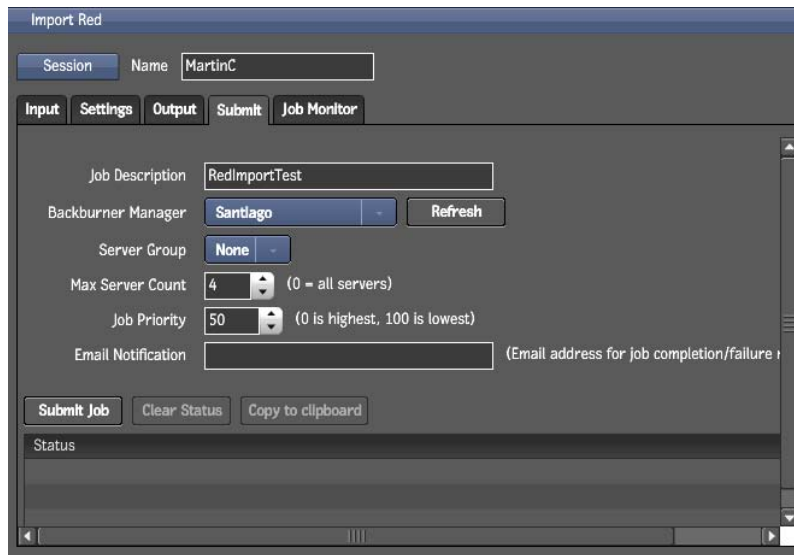 Import Red
Session Name MartinC
Input Settings Output Submit Job Monitor
Job Description RedImportTest
Backburner Manager Santiago Refresh
Server Group None
Max Server Count 4 (0 = all servers)
Job Priority 50 (0 is highest, 100 is lowest)
Email Notification (Email address for job completion/failure
Submit Job Clear Status Copy to clipboard
Status